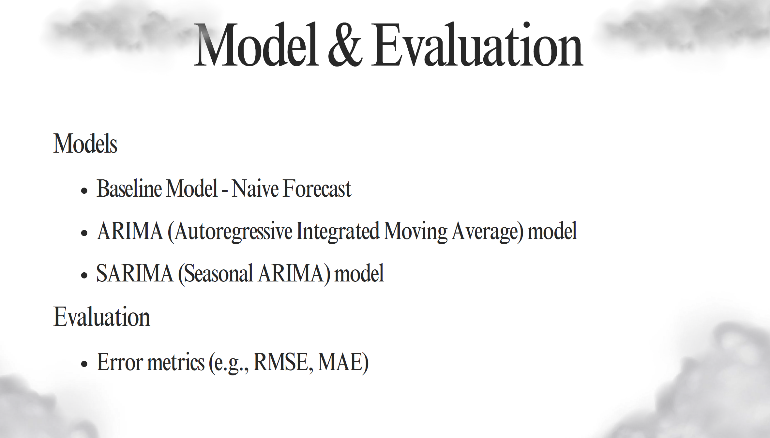 Model & Evaluation
Models
• Baseline Model - Naive Forecast
• ARIMA (Autoregressive Integrated Moving Average) model
• SARIMA (Seasonal ARIMA) model
Evaluation
• Error metrics (e.g., RMSE, MAE)